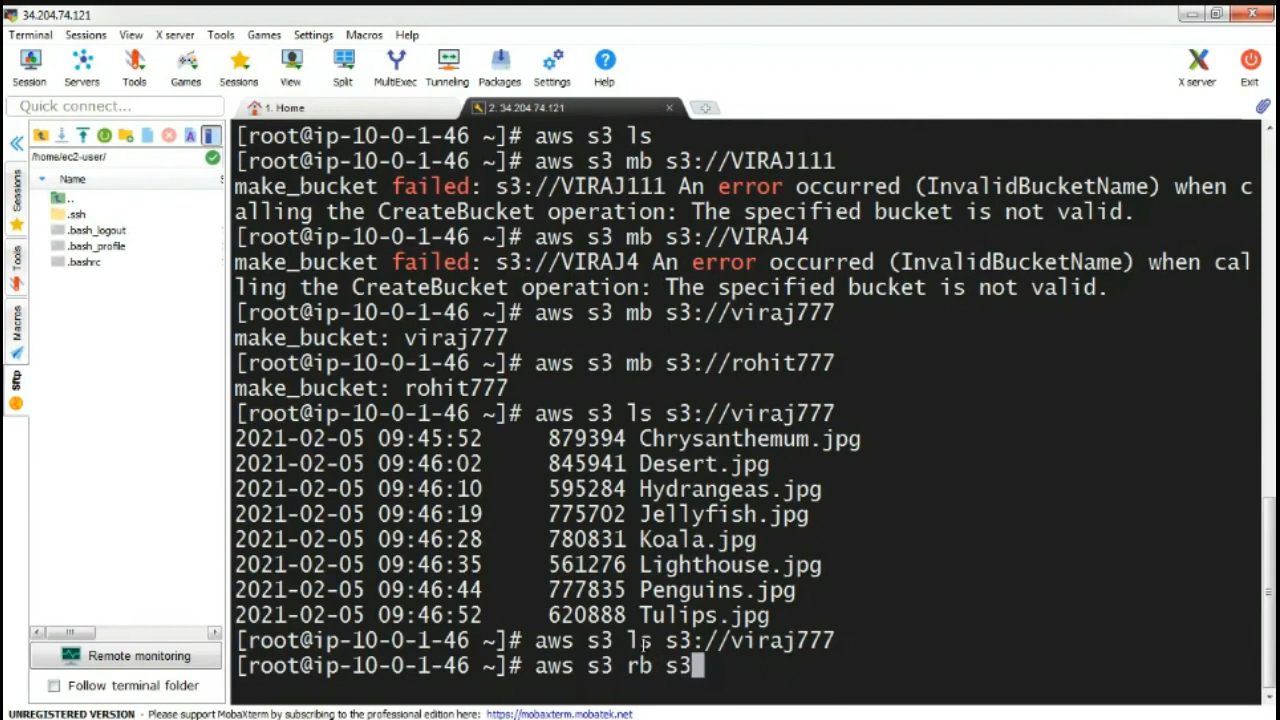 34.204.74.121
Terminal Sessions View X server Tools Games Settings Macros Help
Session Servers Tools Games Sessions View Split MultiExec Tunneling Packages Settings Help X server Exit
Quick connect...
1. Home
2. 34.204.74.121
/home/ec2-user/
Name
..
.ssh
.bash_logout
.bash_profile
.bashrc
Sessions
Tools
Macros
Sftp
[root@ip-10-0-1-46 ~]# aws s3 ls
[root@ip-10-0-1-46 ~]# aws s3 mb s3://VIRAJ111
make_bucket failed: s3://VIRAJ111 An error occurred (InvalidBucketName) when c
alling the CreateBucket operation: The specified bucket is not valid.
[root@ip-10-0-1-46 ~]# aws s3 mb s3://VIRAJ4
make_bucket failed: s3://VIRAJ4 An error occurred (InvalidBucketName) when cal
ling the CreateBucket operation: The specified bucket is not valid.
[root@ip-10-0-1-46 ~]# aws s3 mb s3://viraj777
make_bucket: viraj777
[root@ip-10-0-1-46 ~]# aws s3 mb s3://rohit777
make_bucket: rohit777
[root@ip-10-0-1-46 ~]# aws s3 ls s3://viraj777
2021-02-05 09:45:52 879394 Chrysanthemum.jpg
2021-02-05 09:46:02 845941 Desert.jpg
2021-02-05 09:46:10 595284 Hydrangeas.jpg
2021-02-05 09:46:19 775702 Jellyfish.jpg
2021-02-05 09:46:28 780831 Koala.jpg
2021-02-05 09:46:35 561276 Lighthouse.jpg
2021-02-05 09:46:44 777835 Penguins.jpg
2021-02-05 09:46:52 620888 Tulips.jpg
[root@ip-10-0-1-46 ~]# aws s3 ls s3://viraj777
[root@ip-10-0-1-46 ~]# aws s3 rb s3
Remote monitoring
Follow terminal folder
UNREGISTERED VERSION - Please support MobaXterm by subscribing to the professional edition here: https://mobaxterm.mobatek.net